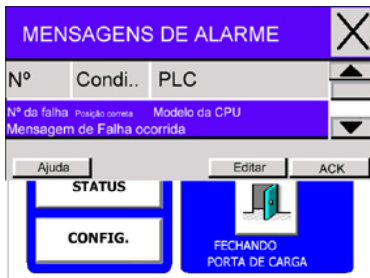 MENSAGENS DE ALARME
Nº Condi.. PLC
Nº da falha Posição correta Modelo da CPU
Mensagem de Falha ocorrida
Ajuda Editar ACK
STATUS
CONFIG.
FECHANDO
PORTA DE CARGA